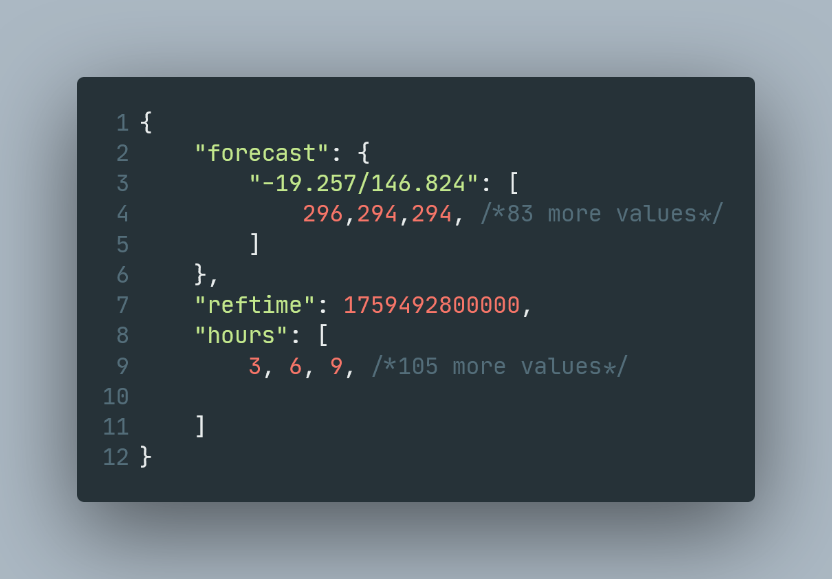 1 {
2     "forecast": {
3         "-19.257/146.824": [
4             296,294,294, /*83 more values*/
5         ]
6     },
7     "reftime": 1759492800000,
8     "hours": [
9         3, 6, 9, /*105 more values*/
10
11     ]
12 }